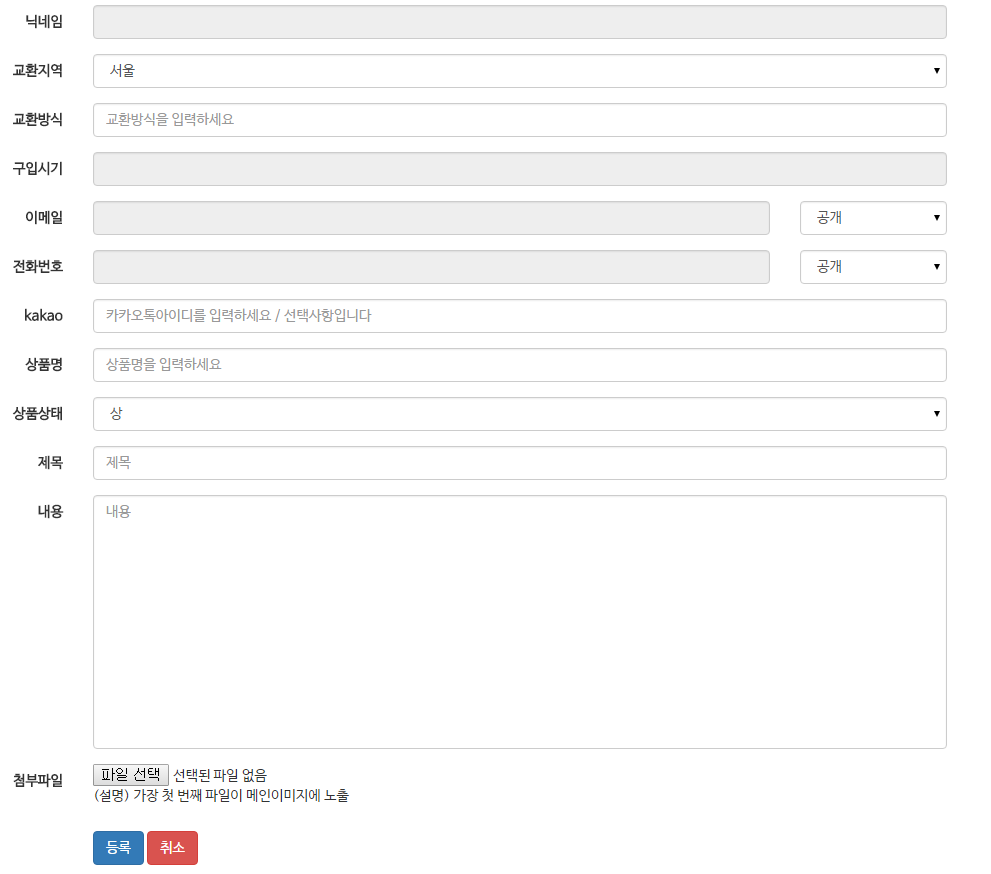 닉네임
교환지역 서울
교환방식 교환방식을 입력하세요
구입시기
이메일 공개
전화번호 공개
kakao 카카오톡아이디를 입력하세요 / 선택사항입니다
상품명 상품명을 입력하세요
상품상태 상
제목 제목
내용 내용
첨부파일 파일 선택 선택된 파일 없음
(설명) 가장 첫 번째 파일이 메인이미지에 노출
등록 취소